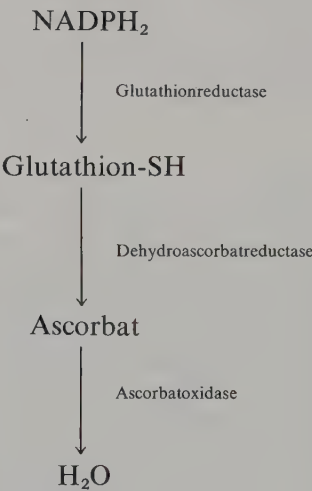 NADPH₂
Glutathionreductase
Glutathion-SH
Dehydroascorbatreductase
Ascorbat
Ascorbatoxidase
H₂O